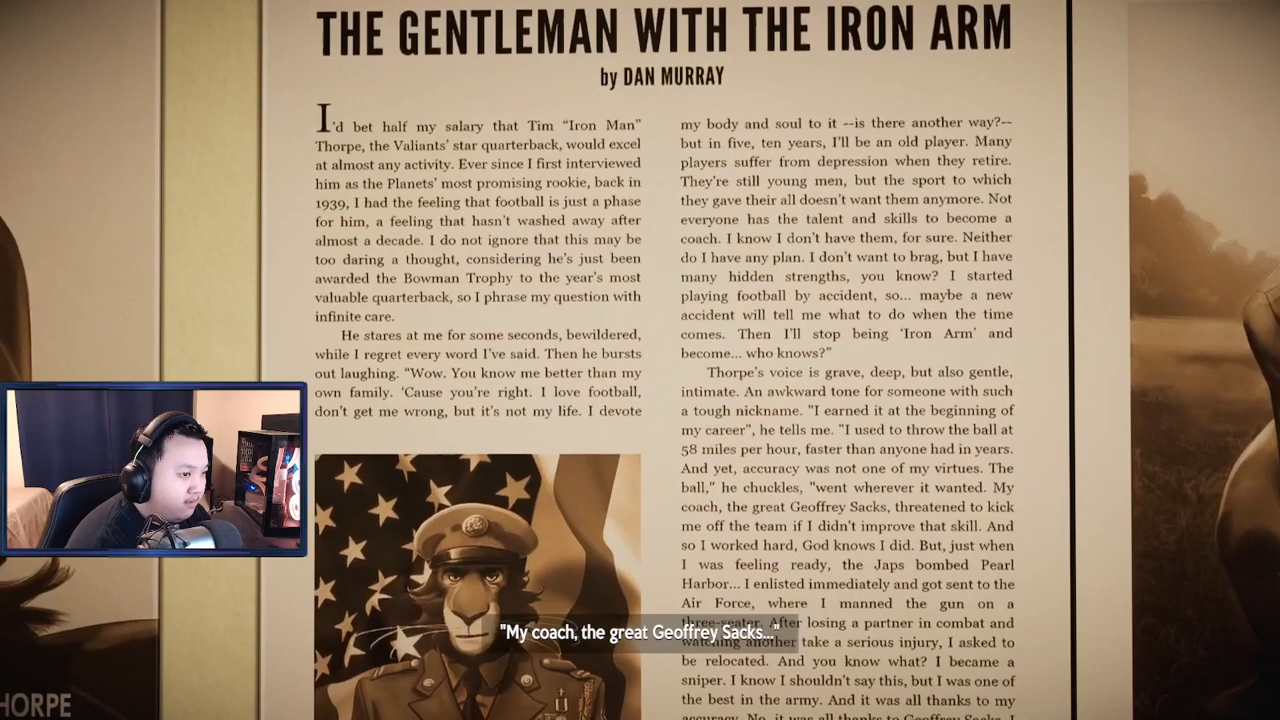 THE GENTLEMAN WITH THE IRON ARM
by DAN MURRAY
I'd bet half my salary that Tim “Iron Man”
Thorpe, the Valiants’ star quarterback, would excel
at almost any activity. Ever since I first interviewed
him as the Planets’ most promising rookie, back in
1939, I had the feeling that football is just a phase
for him, a feeling that hasn’t washed away after
almost a decade. I do not ignore that this may be
too daring a thought, considering he’s just been
awarded the Bowman Trophy to the year’s most
valuable quarterback, so I phrase my question with
infinite care.
He stares at me for some seconds, bewildered,
while I regret every word I’ve said. Then he bursts
out laughing. “Wow. You know me better than my
own family. ‘Cause you’re right. I love football,
don’t get me wrong, but it’s not my life. I devote
my body and soul to it --is there another way?--
but in five, ten years, I’ll be an old player. Many
players suffer from depression when they retire.
They’re still young men, but the sport to which
they gave their all doesn’t want them anymore. Not
everyone has the talent and skills to become a
coach. I know I don’t have them, for sure. Neither
do I have any plan. I don’t want to brag, but I have
many hidden strengths, you know? I started
playing football by accident, so... maybe a new
accident will tell me what to do when the time
comes. Then I’ll stop being ‘Iron Arm’ and
become... who knows?”
Thorpe’s voice is grave, deep, but also gentle,
intimate. An awkward tone for someone with such
a tough nickname. "I earned it at the beginning of
my career", he tells me. "I used to throw the ball at
58 miles per hour, faster than anyone had in years.
And yet, accuracy was not one of my virtues. The
ball," he chuckles, "went wherever it wanted. My
coach, the great Geoffrey Sacks, threatened to kick
me off the team if I didn’t improve that skill. And
so I worked hard, God knows I did. But, just when
I was feeling ready, the Japs bombed Pearl
Harbor... I enlisted immediately and got sent to the
Air Force, where I manned the gun on a
three-seater. After losing a partner in combat and
watching another take a serious injury, I asked to
be relocated. And you know what? I became a
sniper. I know I shouldn’t say this, but I was one of
the best in the army. And it was all thanks to my
accuracy. No, it was all thanks to Geoffrey Sacks. I
"My coach, the great Geoffrey Sacks..."
HORPE